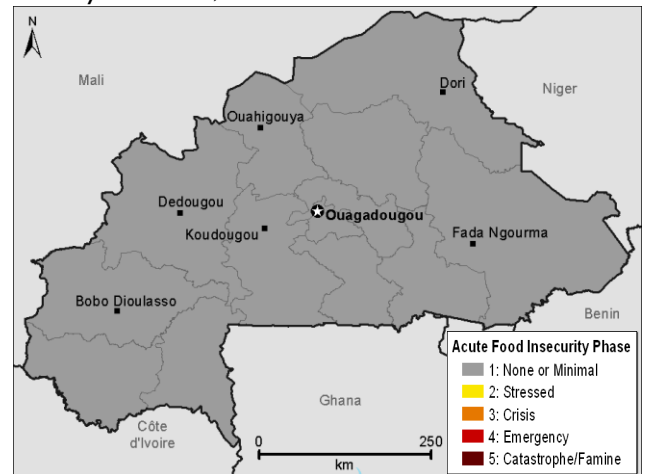 N
Mali
Niger
Dori
Ouahigouya
Dedougou
Ouagadougou
Koudougou
Fada Ngourma
Bobo Dioulasso
Benin
Ghana
Côte
d'Ivoire
0 250
km
Acute Food Insecurity Phase
1: None or Minimal
2: Stressed
3: Crisis
4: Emergency
5: Catastrophe/Famine